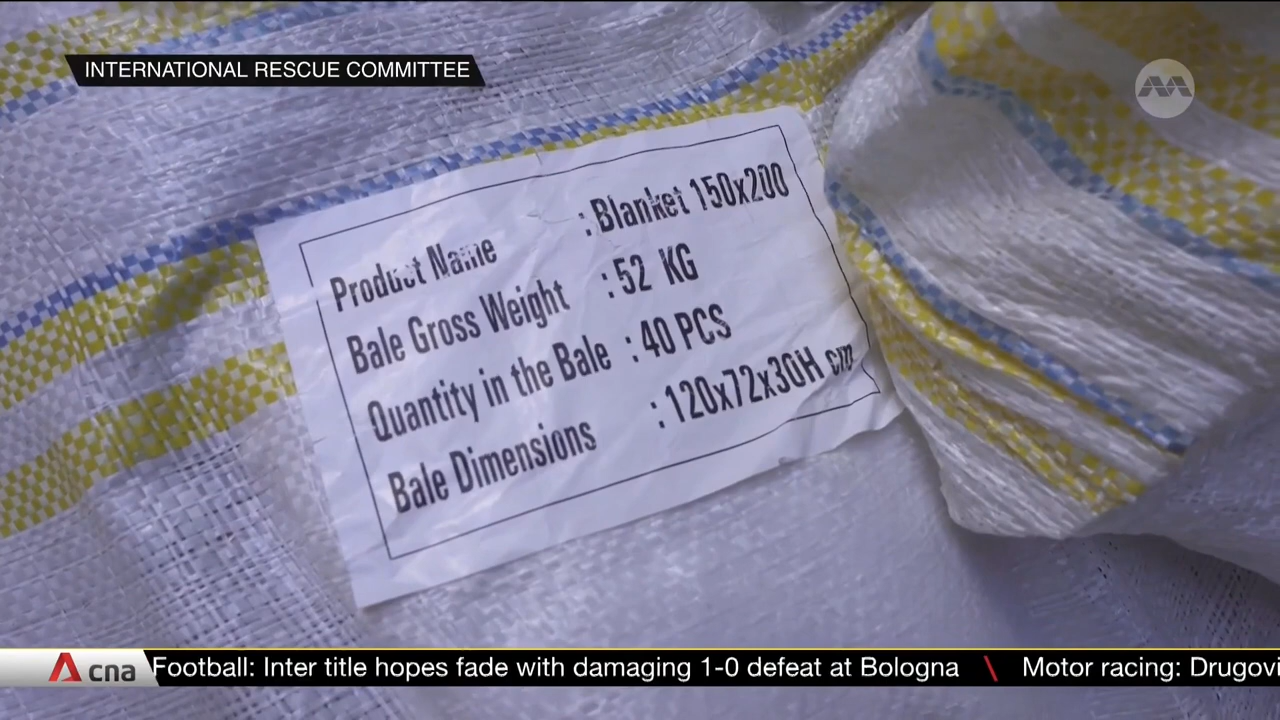 INTERNATIONAL RESCUE COMMITTEE
Product Name : Blanket 150x200
Bale Gross Weight : 52 KG
Quantity in the Bale : 40 PCS
Bale Dimensions : 120x72x30H cm
cna Football: Inter title hopes fade with damaging 1-0 defeat at Bologna \ Motor racing: Drugovi